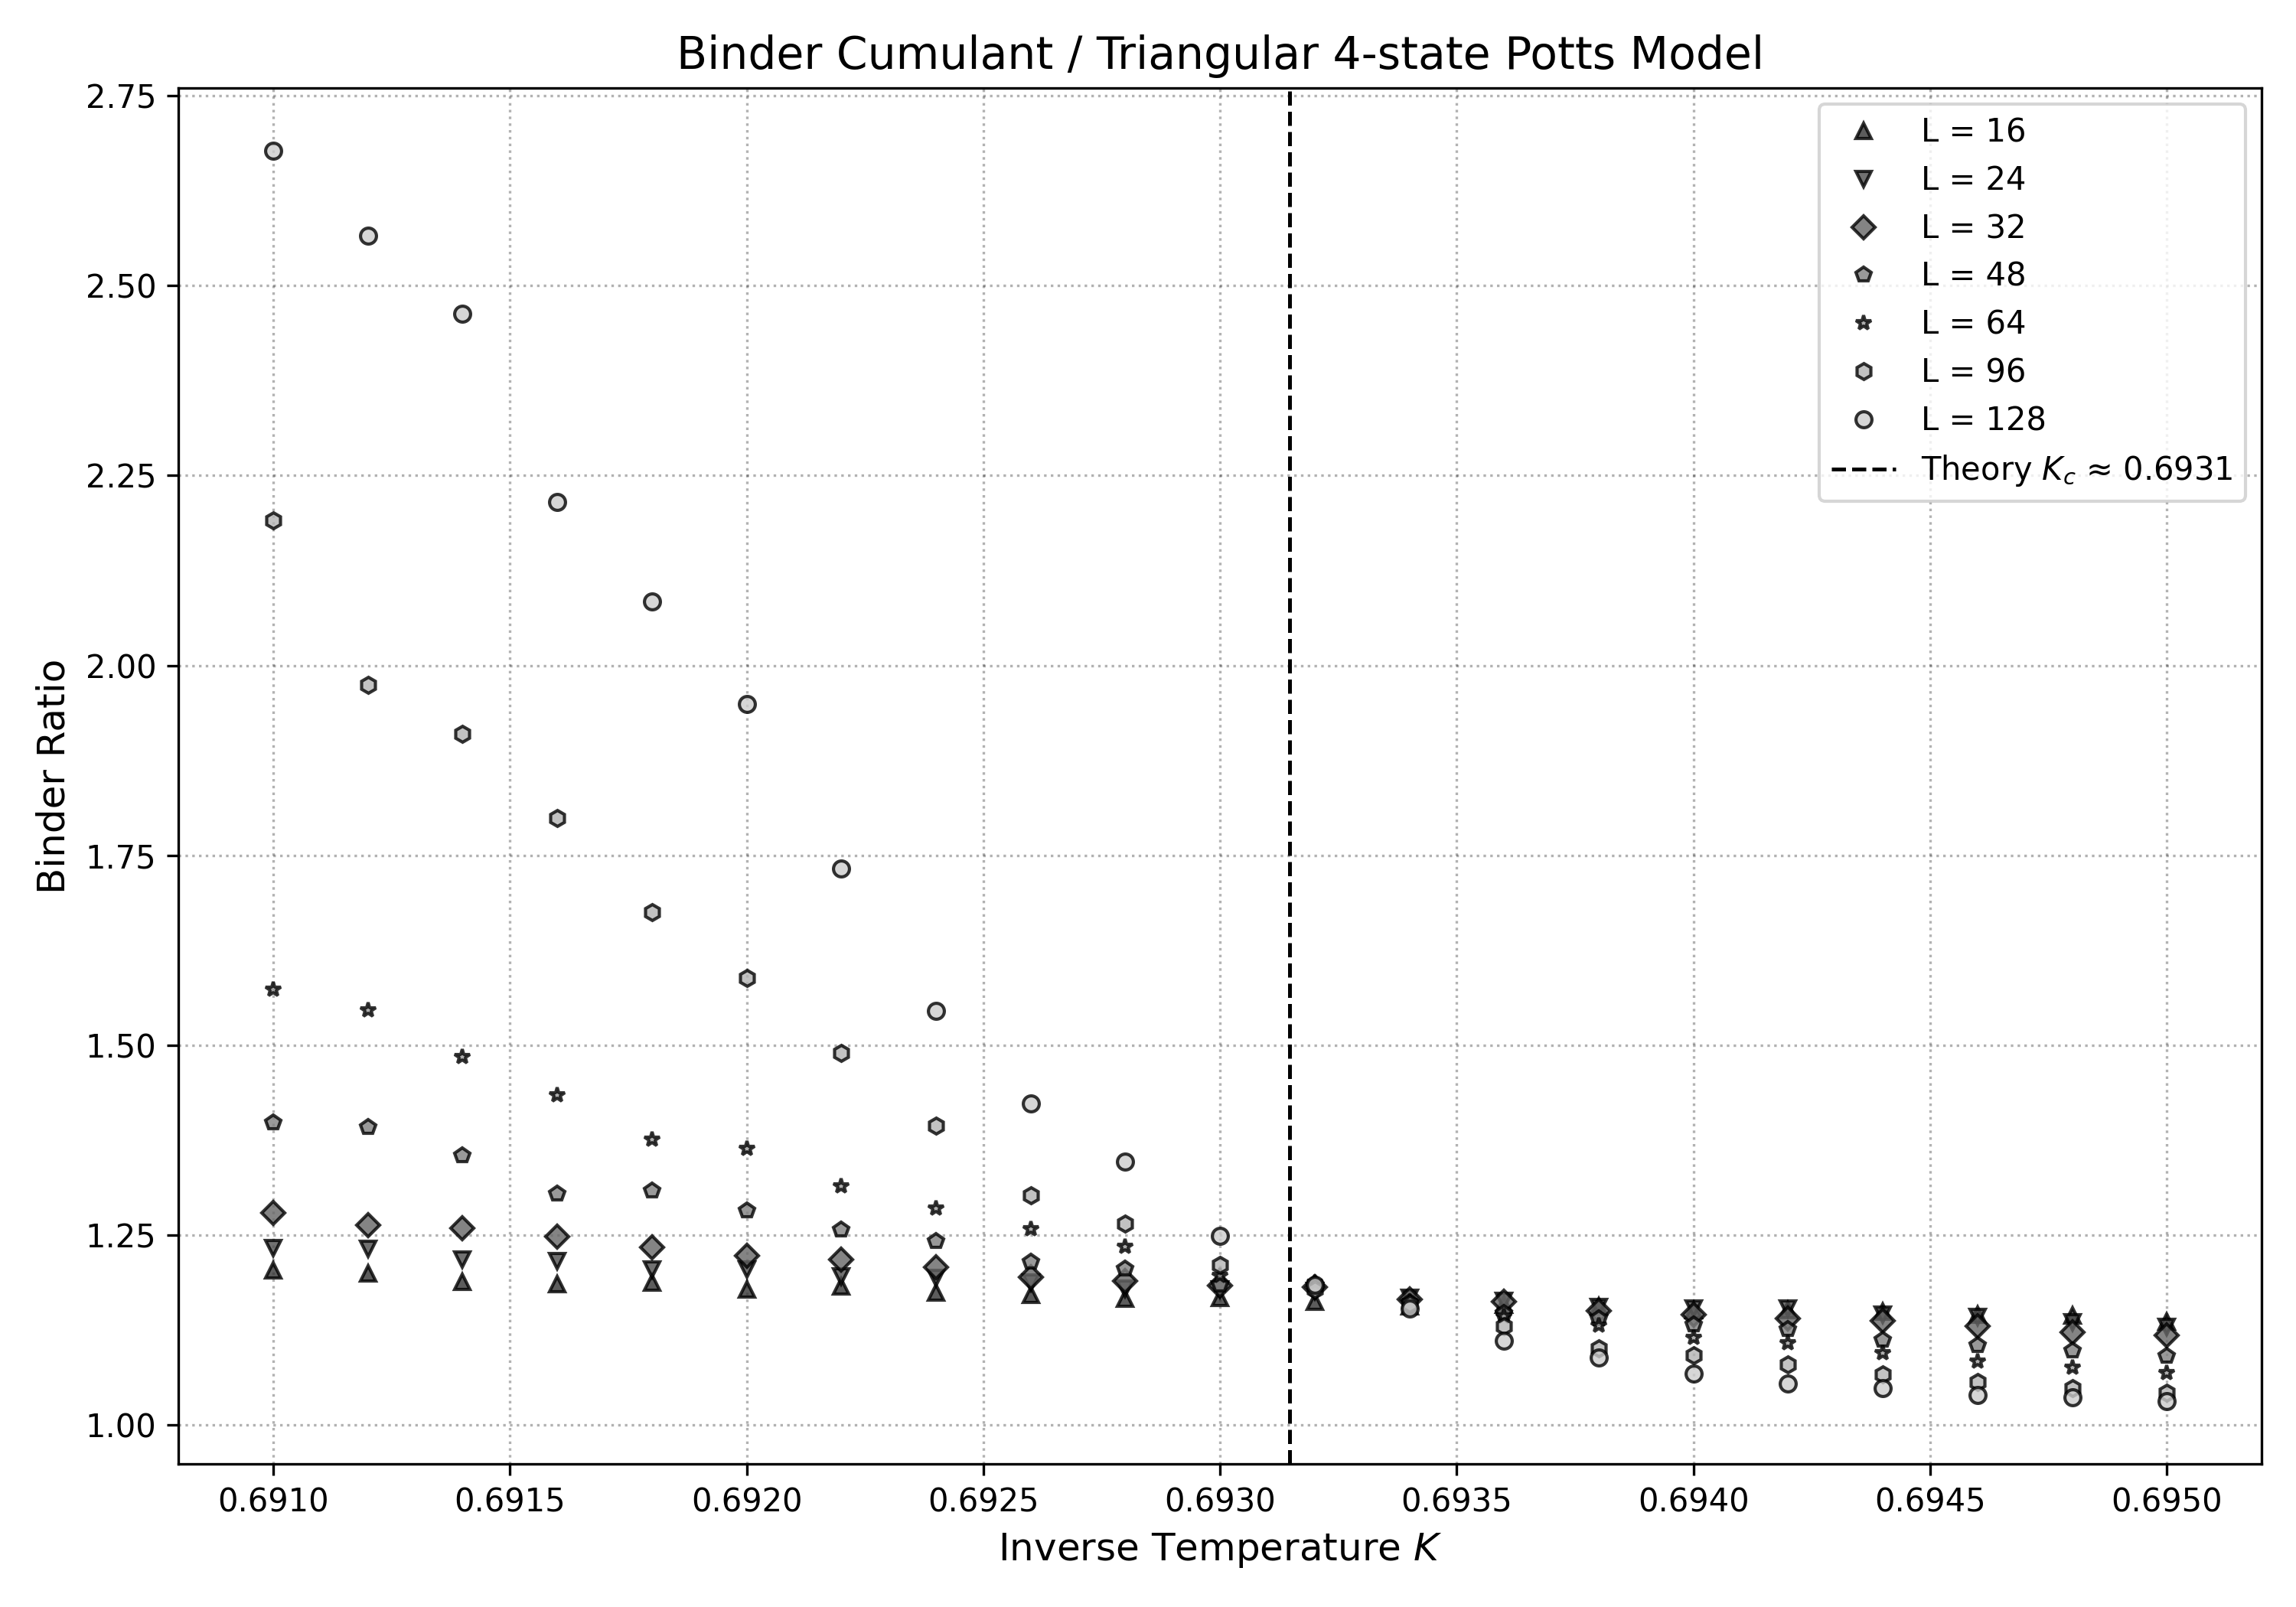 Binder Cumulant / Triangular 4-state Potts Model
2.75
2.50
2.25
2.00
1.75
1.50
1.25
1.00
Binder Ratio
L = 16
L = 24
L = 32
L = 48
L = 64
L = 96
L = 128
Theory K_c ≈ 0.6931
0.6910 0.6915 0.6920 0.6925 0.6930 0.6935 0.6940 0.6945 0.6950
Inverse Temperature K